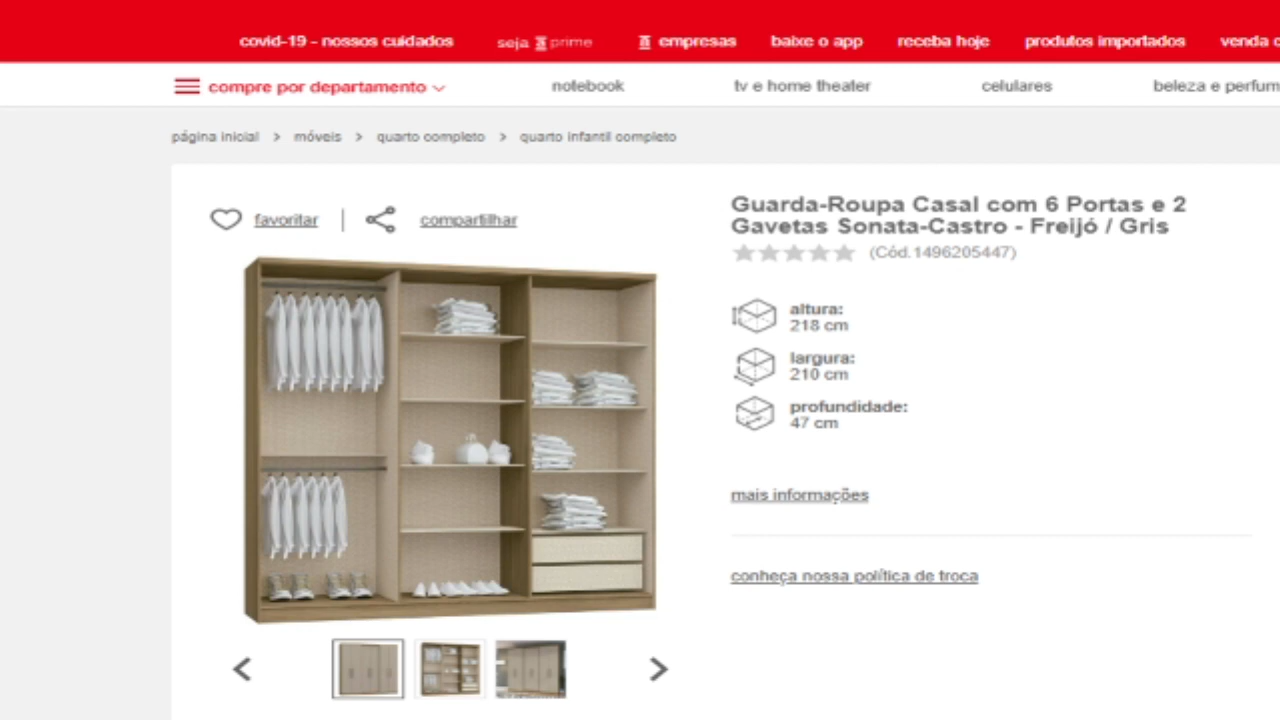 covid-19 - nossos cuidados
seja prime
empresas
baixe o app
receba hoje
produtos importados
venda
compre por departamento
notebook
tv e home theater
celulares
beleza e perfum
página inicial > móveis > quarto completo > quarto infantil completo
favoritar
compartilhar
Guarda-Roupa Casal com 6 Portas e 2
Gavetas Sonata-Castro - Freijó / Gris
(Cód.1496205447)
altura:
218 cm
largura:
210 cm
profundidade:
47 cm
mais informações
conheça nossa política de troca